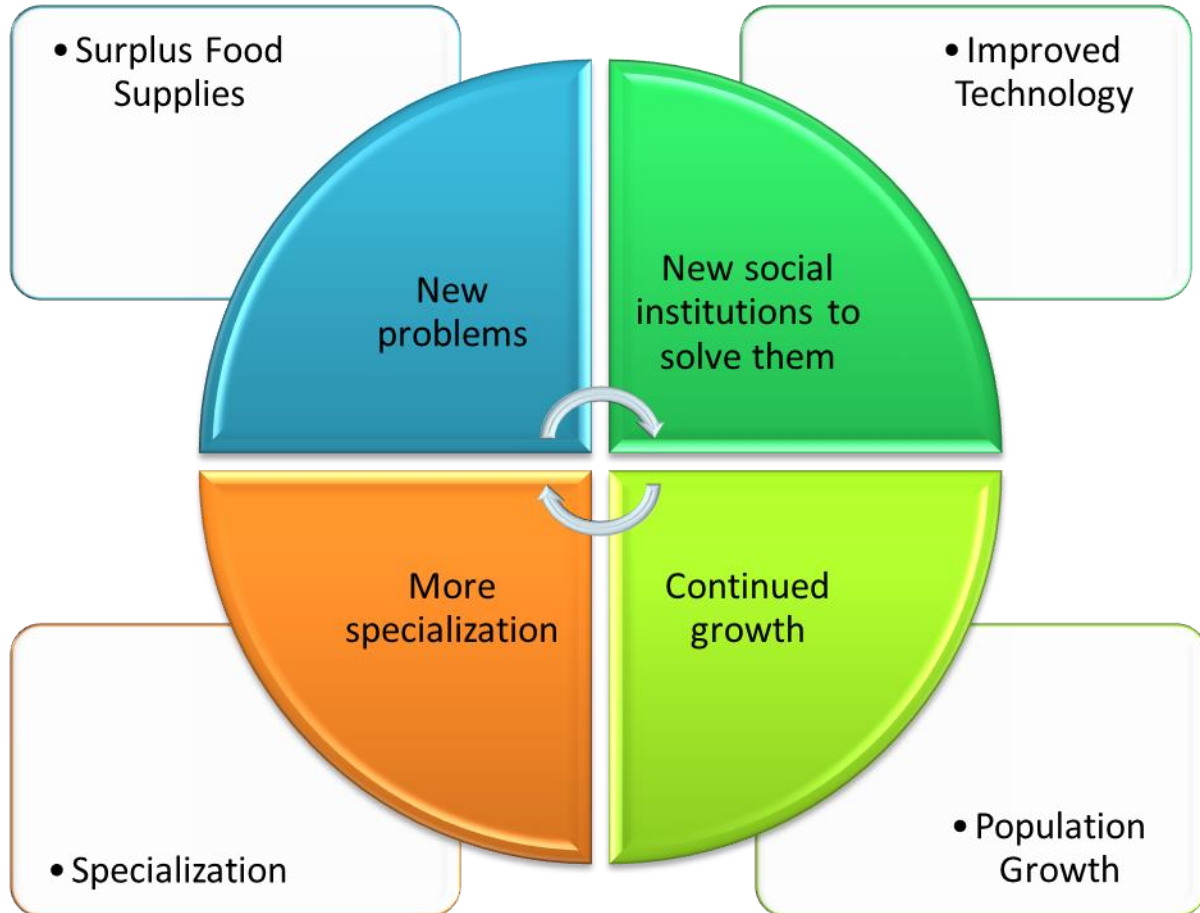 • Surplus Food
Supplies
• Improved
Technology
New
problems
New social
institutions to
solve them
More
specialization
Continued
growth
• Specialization
• Population
Growth